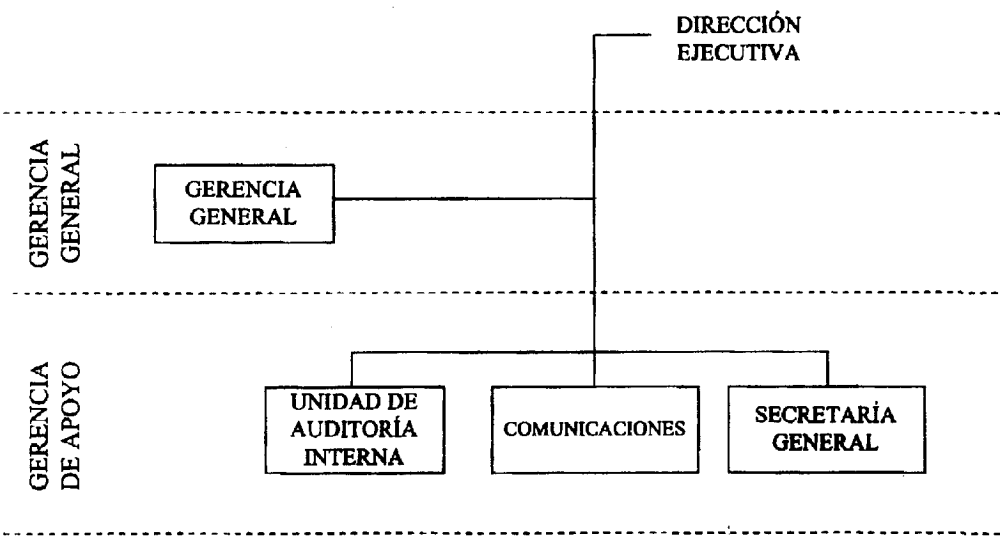 DIRECCIÓN
EJECUTIVA
GERENCIA
GENERAL
GERENCIA
GENERAL
GERENCIA
DE APOYO
UNIDAD DE
AUDITORÍA
INTERNA
COMUNICACIONES
SECRETARÍA
GENERAL